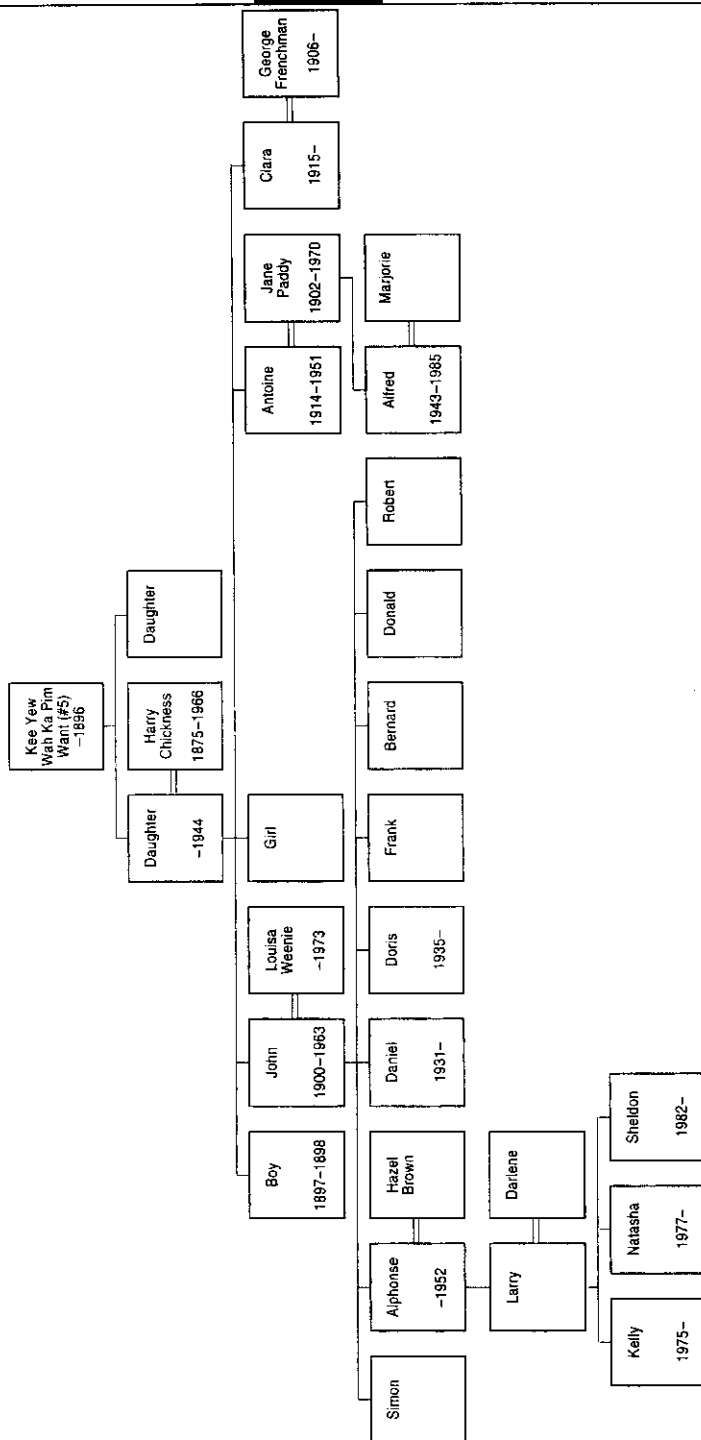 Kee Yew
Wah Ka Pim
Want (#5)
–1896
Daughter
–1944
Harry
Chickness
1875–1966
Daughter
Boy
1897–1898
John
1900–1963
Louisa
Weenie
–1973
Girl
Antoine
1914–1951
Jane
Paddy
1902–1970
Clara
1915–
George
Frenchman
1906–
Simon
Alphonse
–1952
Hazel
Brown
Daniel
1931–
Doris
1935–
Frank
Bernard
Donald
Robert
Alfred
1943–1985
Marjorie
Larry
Darlene
Kelly
1975–
Natasha
1977–
Sheldon
1982–